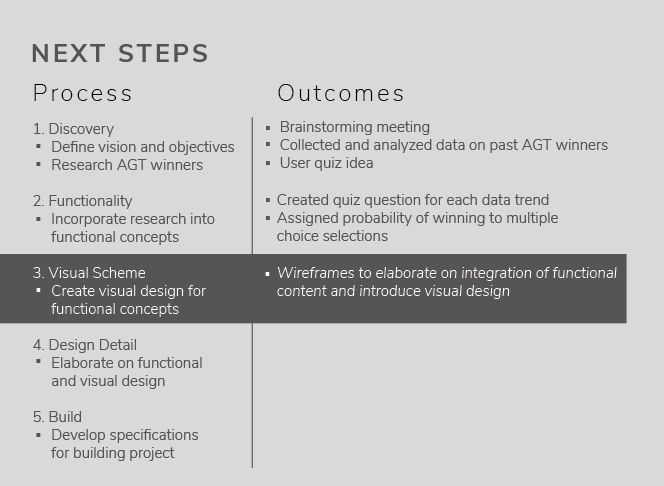 NEXT STEPS
Process
Outcomes
1. Discovery
▪ Define vision and objectives
▪ Research AGT winners
▪ Brainstorming meeting
▪ Collected and analyzed data on past AGT winners
▪ User quiz idea
2. Functionality
▪ Incorporate research into
functional concepts
▪ Created quiz question for each data trend
▪ Assigned probability of winning to multiple
choice selections
3. Visual Scheme
▪ Create visual design for
functional concepts
▪ Wireframes to elaborate on integration of functional
content and introduce visual design
4. Design Detail
▪ Elaborate on functional
and visual design
5. Build
▪ Develop specifications
for building project